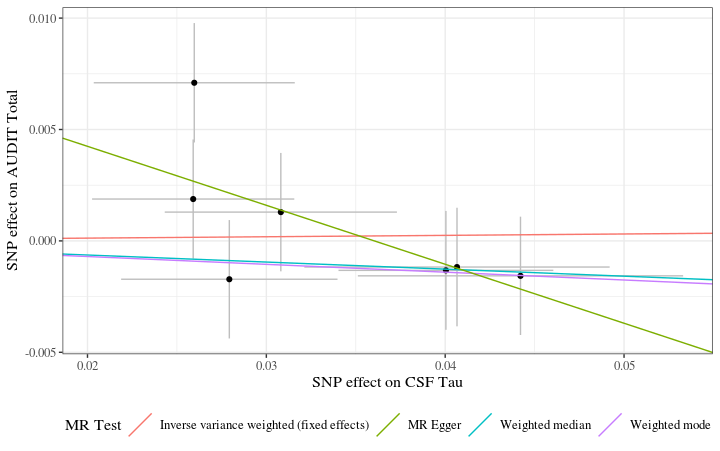 SNP effect on AUDIT Total
0.010
0.005
0.000
-0.005
0.02 0.03 0.04 0.05
SNP effect on CSF Tau
MR Test Inverse variance weighted (fixed effects) MR Egger Weighted median Weighted mode